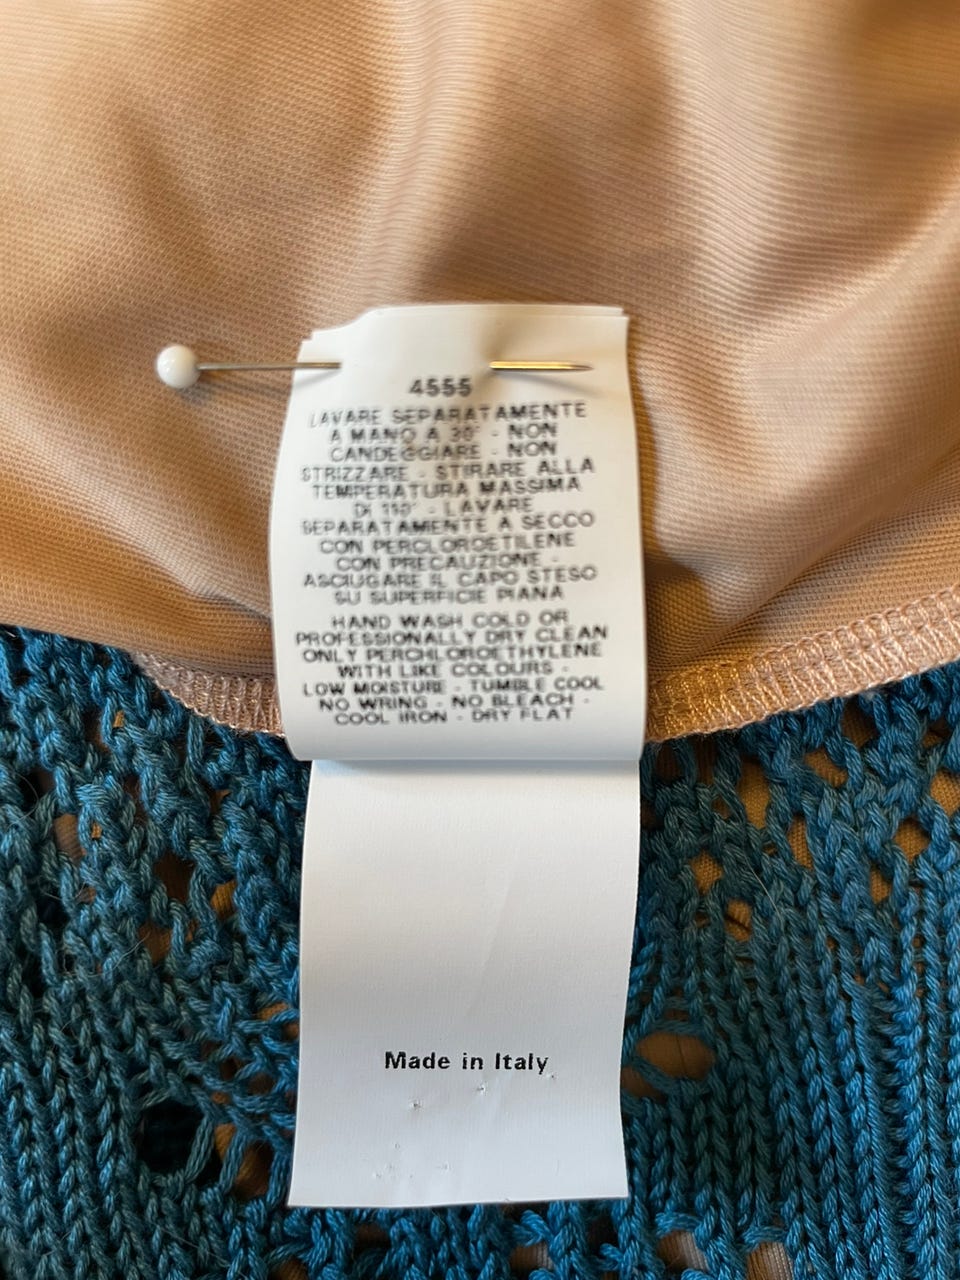 4555
LAVARE SEPARATAMENTE
A MANO A 30° - NON
CANDEGGIARE - NON
STRIZZARE - STIRARE ALLA
TEMPERATURA MASSIMA
DI 110° - LAVARE
SEPARATAMENTE A SECCO
CON PERCLOROETILENE
CON PRECAUZIONE -
ASCIUGARE IL CAPO STESO
SU SUPERFICIE PIANA
HAND WASH COLD OR
PROFESSIONALLY DRY CLEAN
ONLY PERCHLOROETHYLENE
WITH LIKE COLOURS -
LOW MOISTURE - TUMBLE COOL
NO WRING - NO BLEACH -
COOL IRON - DRY FLAT
Made in Italy